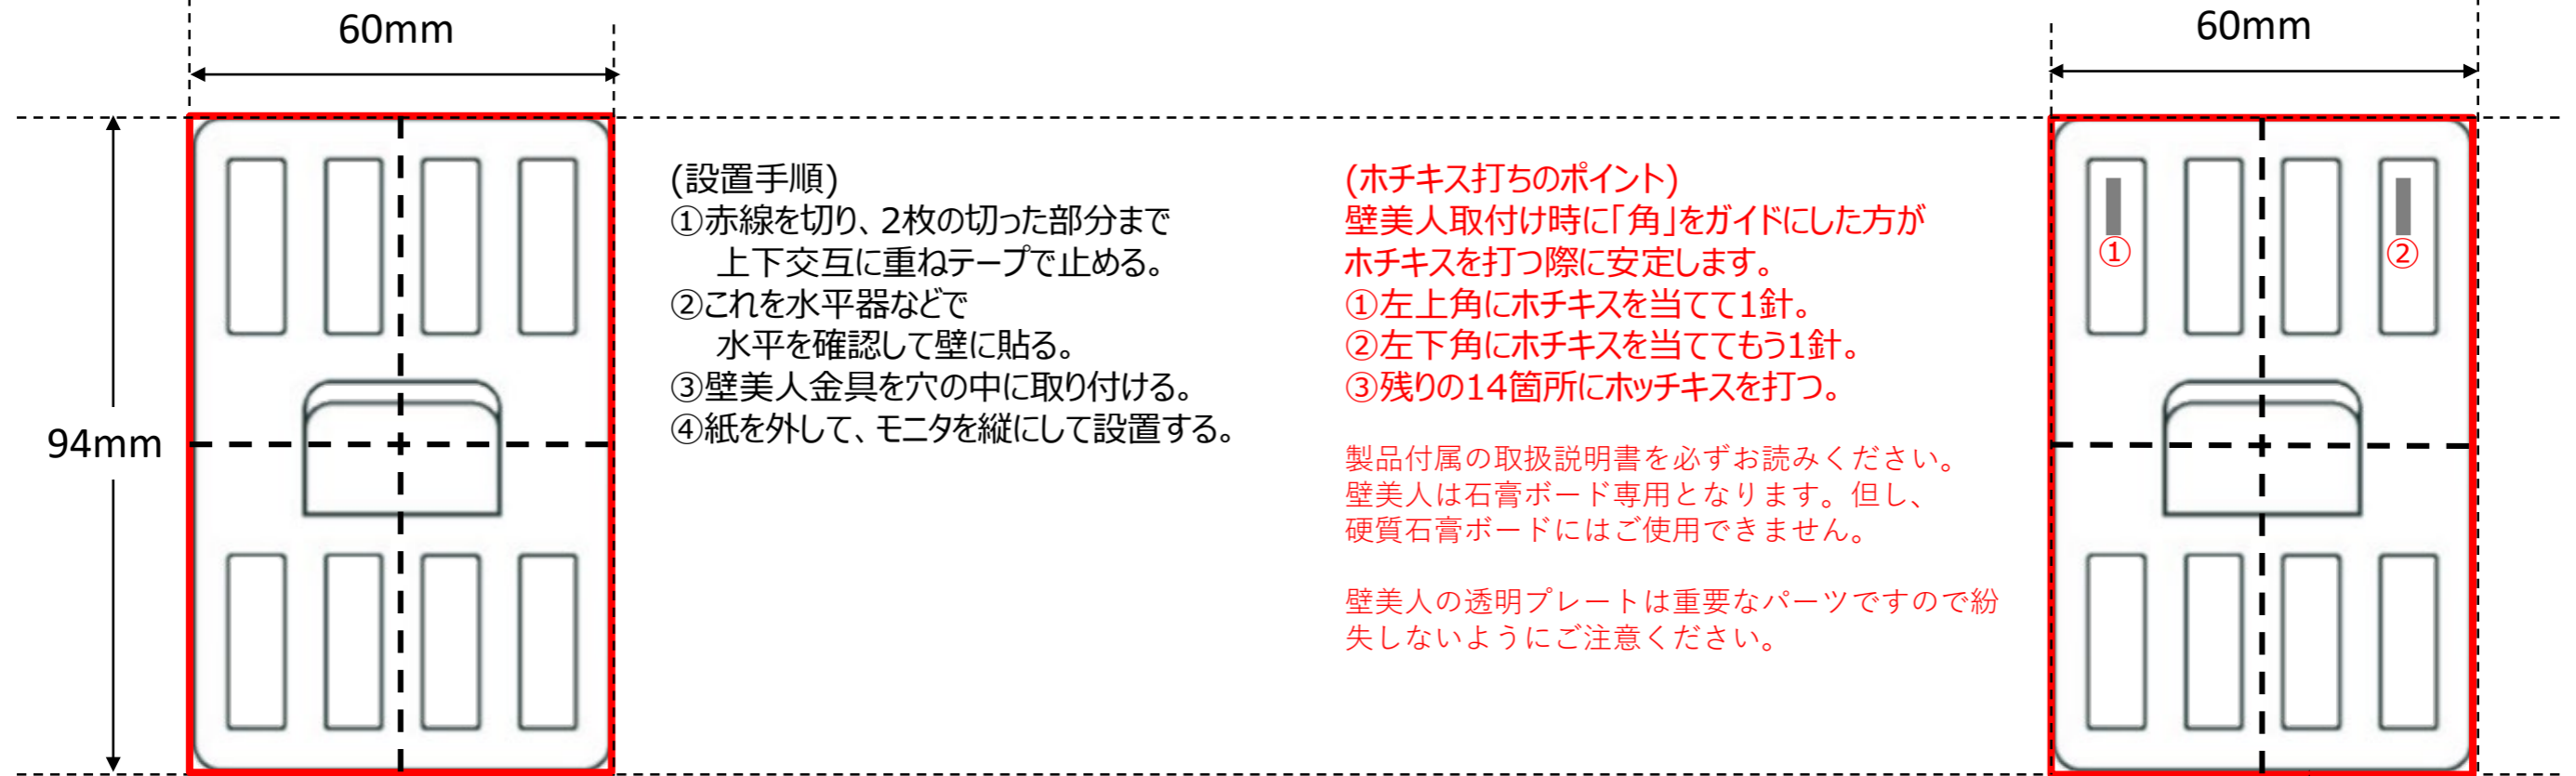 60mm
60mm
94mm
(設置手順)
①赤線を切り、2枚の切った部分まで
上下交互に重ねテープで止める。
②これを水平器などで
水平を確認して壁に貼る。
③壁美人金具を穴の中に取り付ける。
④紙を外して、モニタを縦にして設置する。
(ホチキス打ちのポイント)
壁美人取付け時に「角」をガイドにした方が
ホチキスを打つ際に安定します。
①左上角にホチキスを当てて1針。
②左下角にホチキスを当ててもう1針。
③残りの14箇所にホッチキスを打つ。
製品付属の取扱説明書を必ずお読みください。
壁美人は石膏ボード専用となります。但し、
硬質石膏ボードにはご使用できません。
壁美人の透明プレートは重要なパーツですので紛
失しないようにご注意ください。
①
②